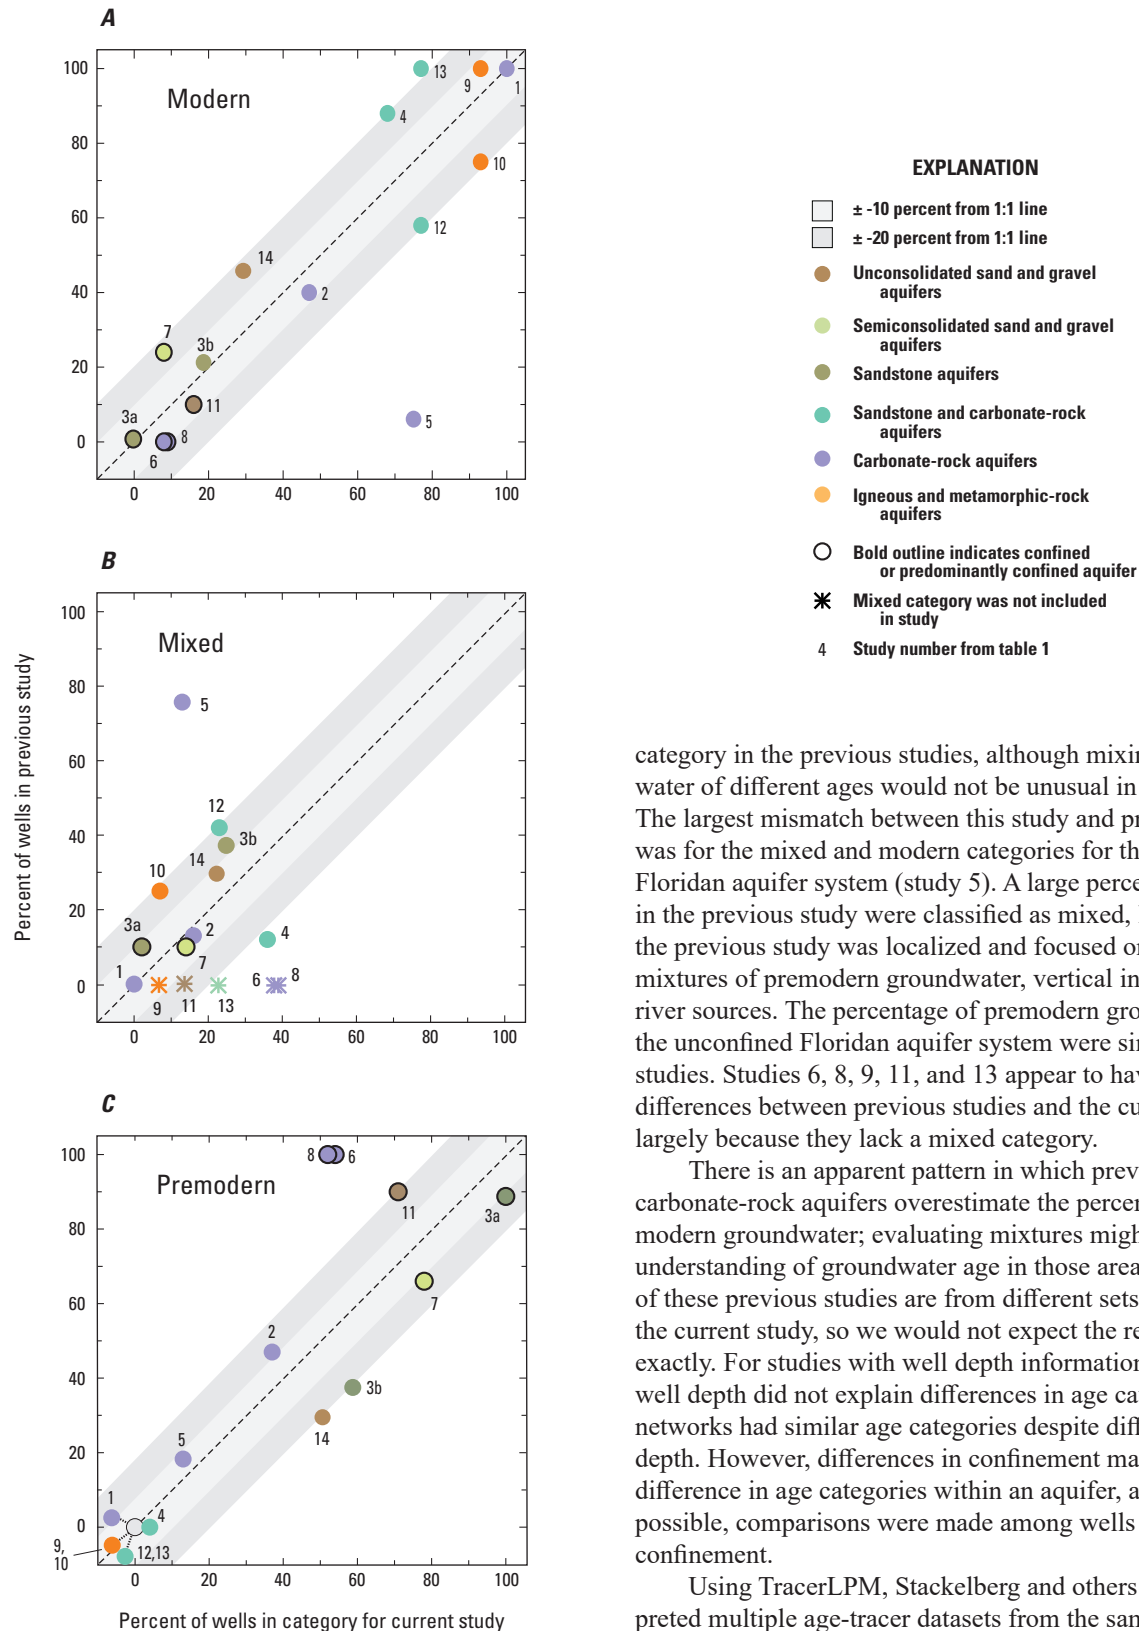 A
Modern
100
80
60
40
20
0
0
20
40
60
80
100
13
9
1
4
10
12
14
2
7
3b
11
3a
5
8
6
B
Mixed
Percent of wells in previous study
100
80
60
40
20
0
0
20
40
60
80
100
5
12
3b
14
10
3a
2
4
7
1
6
8
9
11
13
C
Premodern
100
80
60
40
20
0
0
20
40
60
80
100
8
6
11
3a
7
2
3b
14
5
1
4
9,
10
12,13
Percent of wells in category for current study
EXPLANATION
± -10 percent from 1:1 line
± -20 percent from 1:1 line
Unconsolidated sand and gravel
aquifers
Semiconsolidated sand and gravel
aquifers
Sandstone aquifers
Sandstone and carbonate-rock
aquifers
Carbonate-rock aquifers
Igneous and metamorphic-rock
aquifers
Bold outline indicates confined
or predominantly confined aquifer
Mixed category was not included
in study
4 Study number from table 1
category in the previous studies, although mixin
water of different ages would not be unusual in
The largest mismatch between this study and pr
was for the mixed and modern categories for th
Floridan aquifer system (study 5). A large perce
in the previous study were classified as mixed,
the previous study was localized and focused or
mixtures of premodern groundwater, vertical in
river sources. The percentage of premodern gro
the unconfined Floridan aquifer system were sin
studies. Studies 6, 8, 9, 11, and 13 appear to hav
differences between previous studies and the cu
largely because they lack a mixed category.
There is an apparent pattern in which prev
carbonate-rock aquifers overestimate the percen
modern groundwater; evaluating mixtures migh
understanding of groundwater age in those area
of these previous studies are from different sets
the current study, so we would not expect the re
exactly. For studies with well depth information
well depth did not explain differences in age cat
networks had similar age categories despite diff
depth. However, differences in confinement ma
difference in age categories within an aquifer, a
possible, comparisons were made among wells
confinement.
Using TracerLPM, Stackelberg and others
preted multiple age-tracer datasets from the san